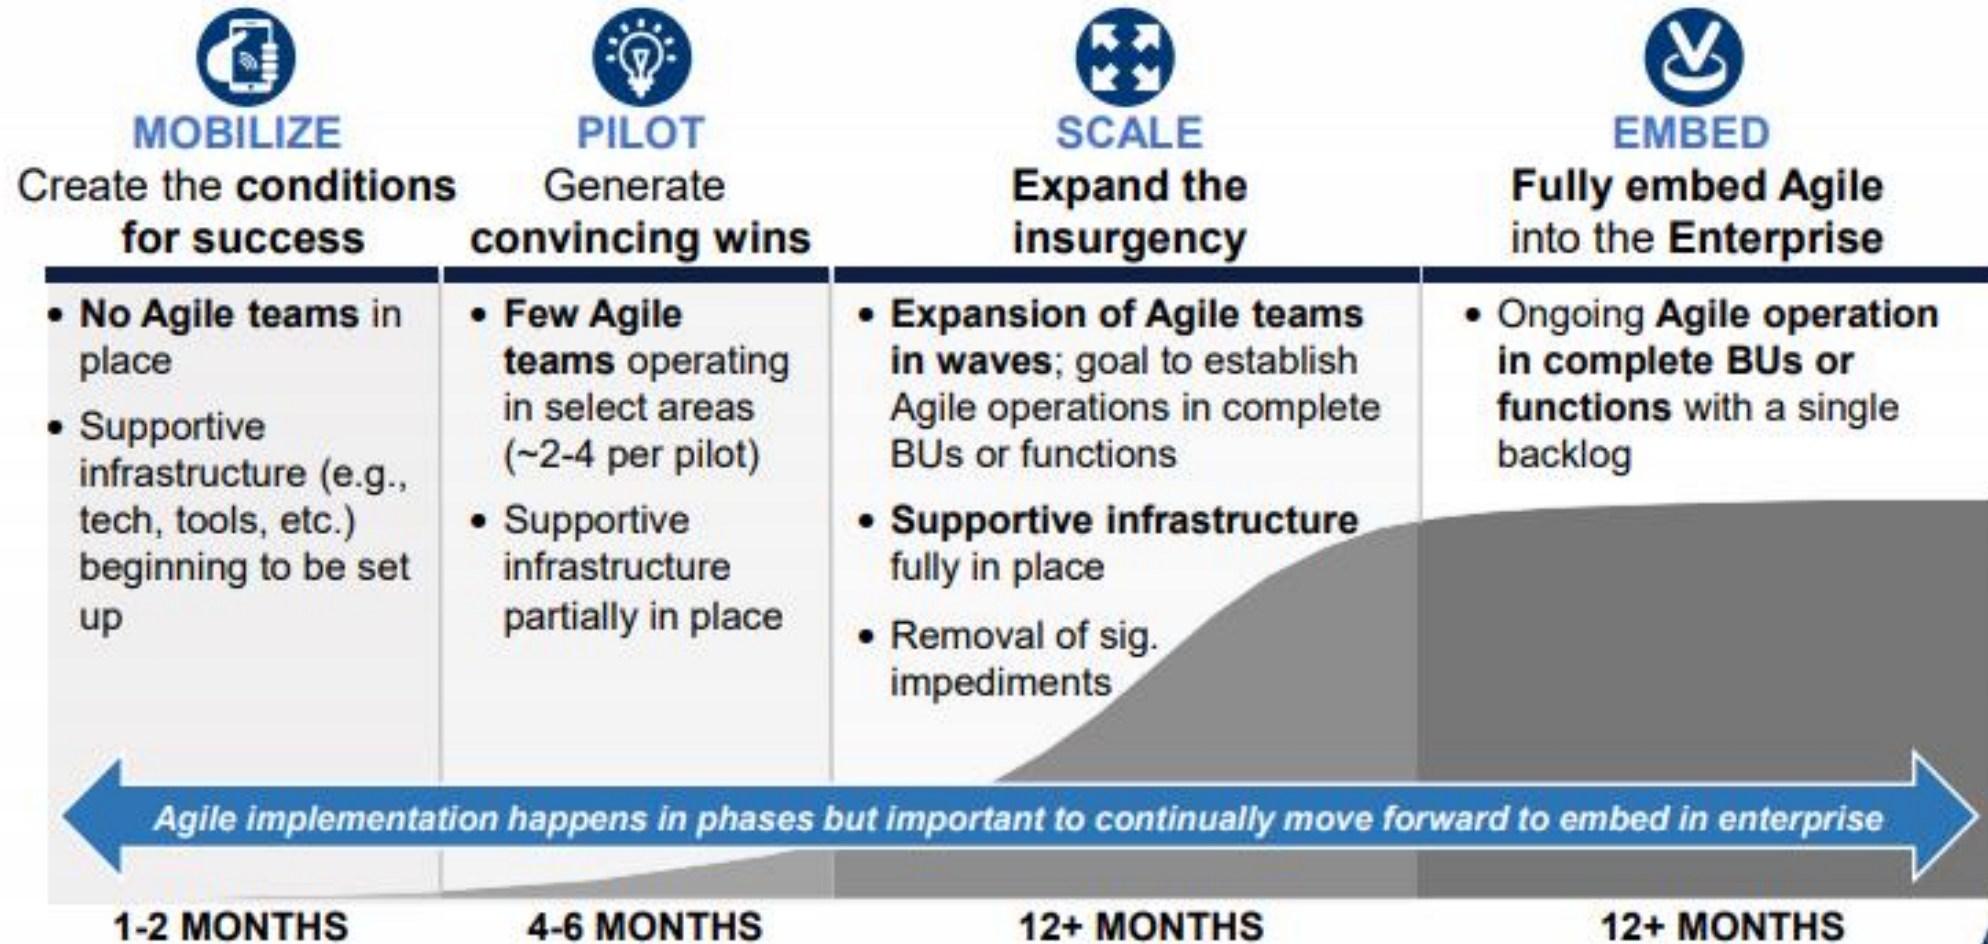 MOBILIZE
Create the conditions
for success
• No Agile teams in
place
• Supportive
infrastructure (e.g.,
tech, tools, etc.)
beginning to be set
up
1-2 MONTHS
PILOT
Generate
convincing wins
• Few Agile
teams operating
in select areas
(~2-4 per pilot)
• Supportive
infrastructure
partially in place
4-6 MONTHS
SCALE
Expand the
insurgency
• Expansion of Agile teams
in waves; goal to establish
Agile operations in complete
BUs or functions
• Supportive infrastructure
fully in place
• Removal of sig.
impediments
12+ MONTHS
EMBED
Fully embed Agile
into the Enterprise
• Ongoing Agile operation
in complete BUs or
functions with a single
backlog
12+ MONTHS
Agile implementation happens in phases but important to continually move forward to embed in enterprise